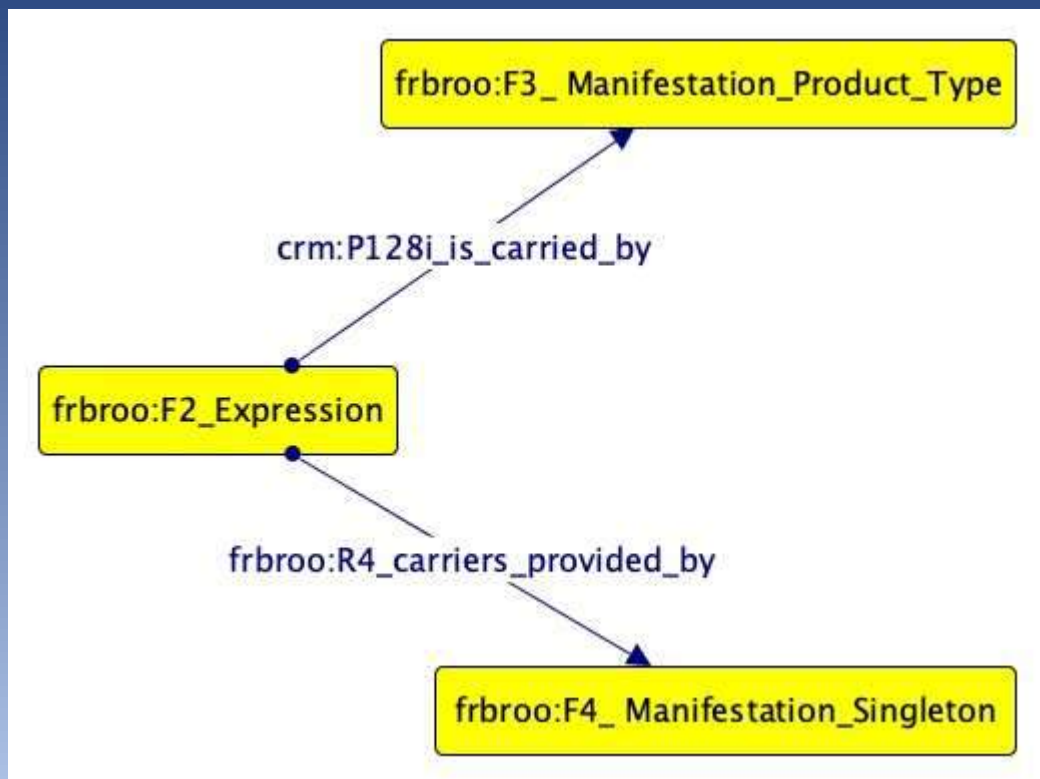 frbroo:F3_ Manifestation_Product_Type
crm:P128i_is_carried_by
frbroo:F2_Expression
frbroo:R4_carriers_provided_by
frbroo:F4_ Manifestation_Singleton